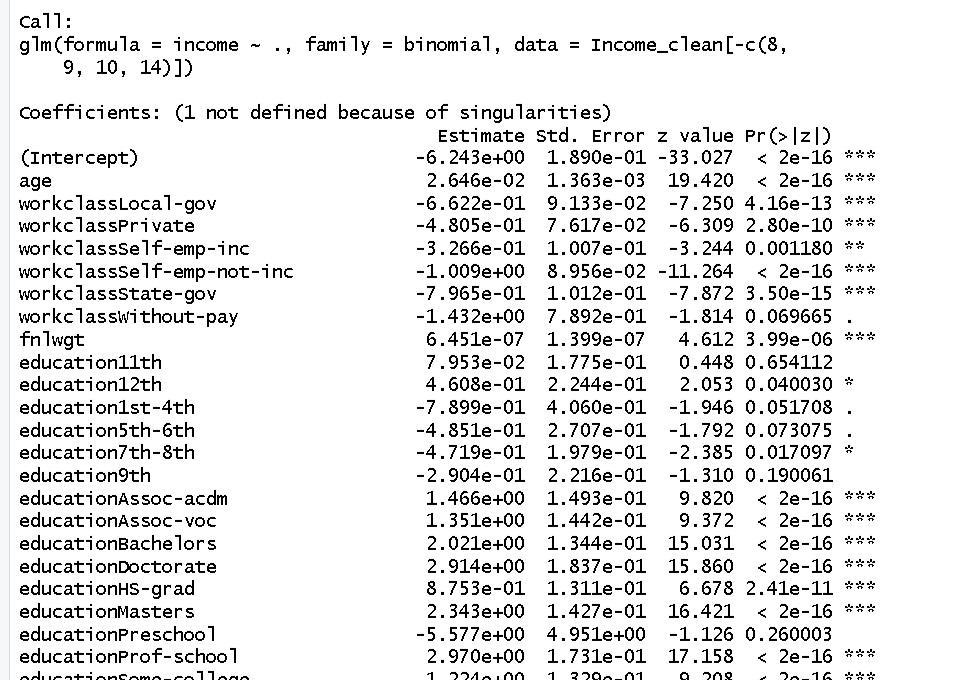 Call:
glm(formula = income ~ ., family = binomial, data = Income_clean[-c(8,
    9, 10, 14)])

Coefficients: (1 not defined because of singularities)
                            Estimate Std. Error z value Pr(>|z|)
(Intercept)               -6.243e+00  1.890e-01 -33.027  < 2e-16 ***
age                        2.646e-02  1.363e-03  19.420  < 2e-16 ***
workclassLocal-gov        -6.622e-01  9.133e-02  -7.250 4.16e-13 ***
workclassPrivate          -4.805e-01  7.617e-02  -6.309 2.80e-10 ***
workclassSelf-emp-inc     -3.266e-01  1.007e-01  -3.244 0.001180 **
workclassSelf-emp-not-inc -1.009e+00  8.956e-02 -11.264  < 2e-16 ***
workclassState-gov        -7.965e-01  1.012e-01  -7.872 3.50e-15 ***
workclassWithout-pay      -1.432e+00  7.892e-01  -1.814 0.069665 .
fnlwgt                     6.451e-07  1.399e-07   4.612 3.99e-06 ***
education11th              7.953e-02  1.775e-01   0.448 0.654112
education12th              4.608e-01  2.244e-01   2.053 0.040030 *
education1st-4th          -7.899e-01  4.060e-01  -1.946 0.051708 .
education5th-6th          -4.851e-01  2.707e-01  -1.792 0.073075 .
education7th-8th          -4.719e-01  1.979e-01  -2.385 0.017097 *
education9th              -2.904e-01  2.216e-01  -1.310 0.190061
educationAssoc-acdm        1.466e+00  1.493e-01   9.820  < 2e-16 ***
educationAssoc-voc         1.351e+00  1.442e-01   9.372  < 2e-16 ***
educationBachelors         2.021e+00  1.344e-01  15.031  < 2e-16 ***
educationDoctorate         2.914e+00  1.837e-01  15.860  < 2e-16 ***
educationHS-grad           8.753e-01  1.311e-01   6.678 2.41e-11 ***
educationMasters           2.343e+00  1.427e-01  16.421  < 2e-16 ***
educationPreschool        -5.577e+00  4.951e+00  -1.126 0.260003
educationProf-school       2.970e+00  1.731e-01  17.158  < 2e-16 ***
educationSome-college      1.224e+00  1.329e-01   9.208  < 2e-16 ***